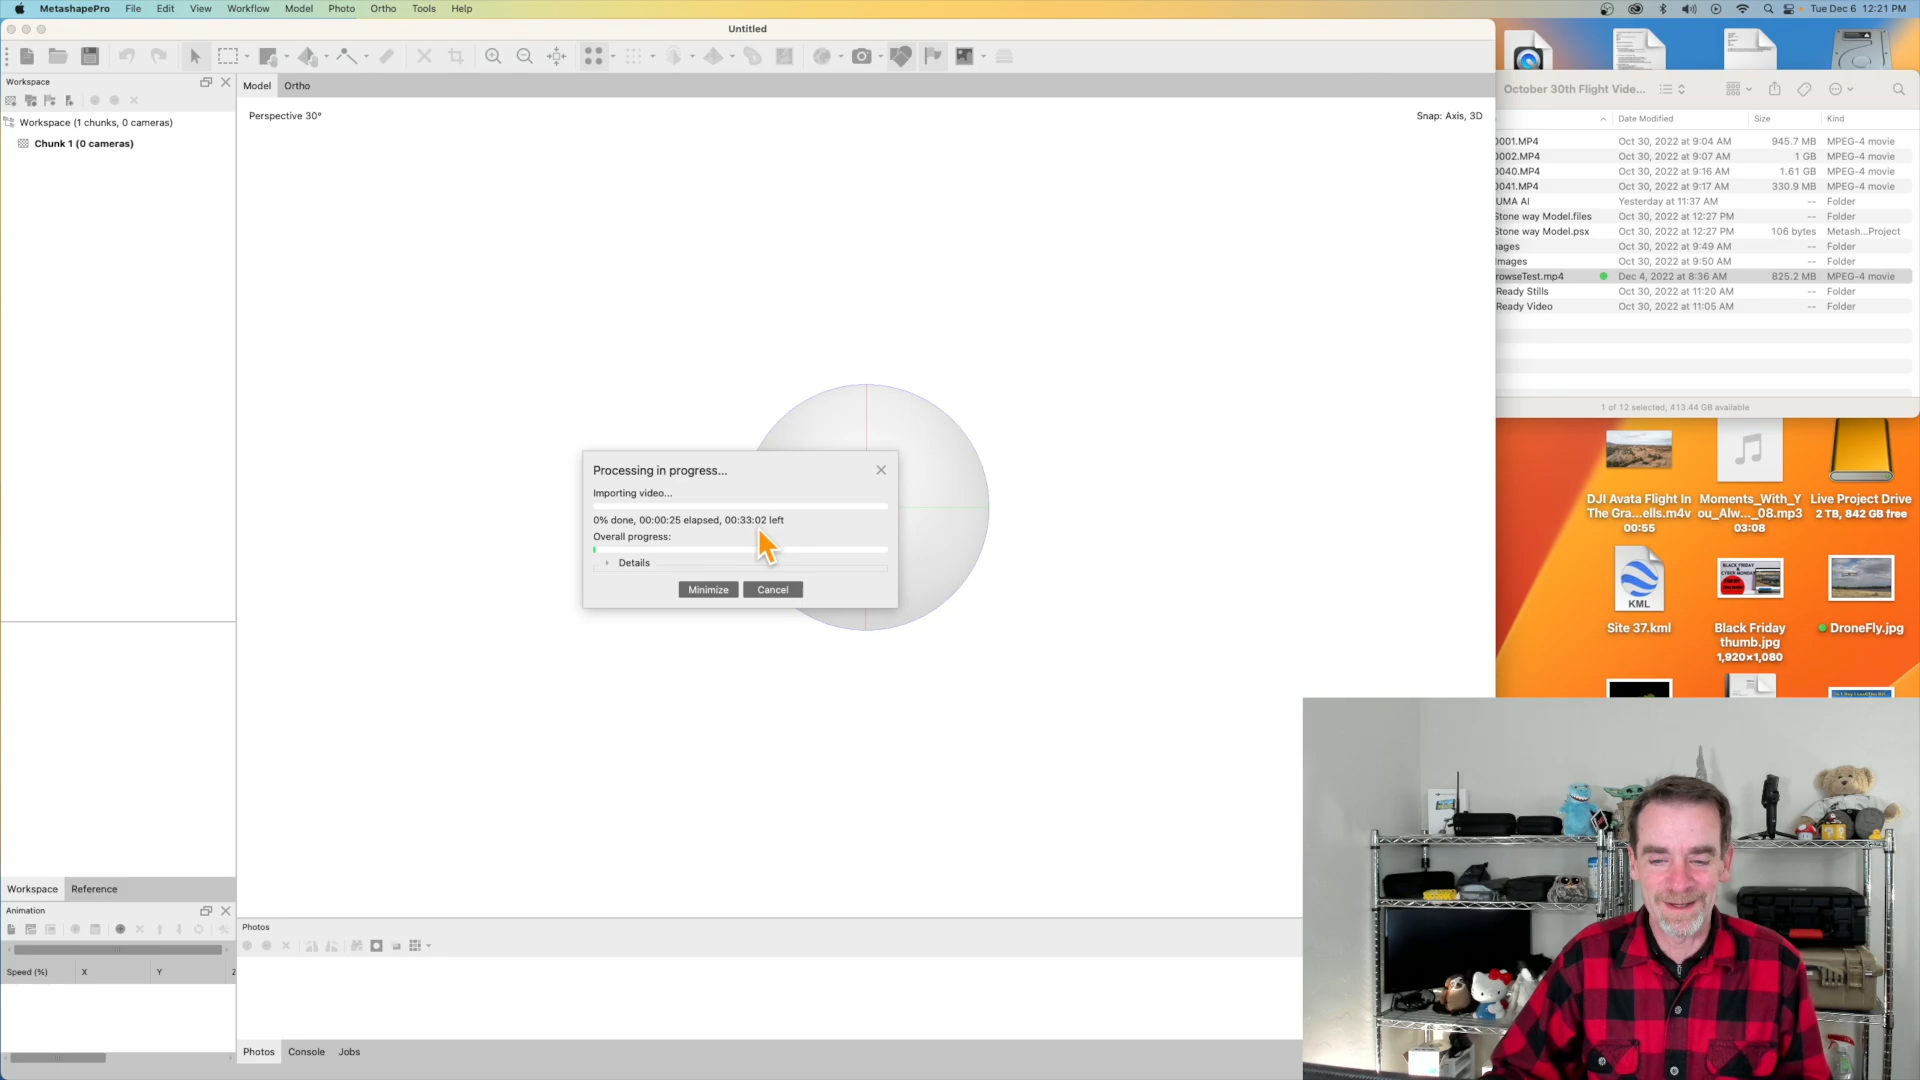 MetashapePro File Edit View Workflow Model Photo Ortho Tools Help
Tue Dec 6 12:21 PM
Untitled
Workspace
Model Ortho
Perspective 30°
Snap: Axis, 3D
Workspace (1 chunks, 0 cameras)
Chunk 1 (0 cameras)
Processing in progress...
Importing video...
0% done, 00:00:25 elapsed, 00:33:02 left
Overall progress:
Details
Minimize Cancel
Workspace Reference
Animation
Speed (%) X Y Z
Photos
Photos Console Jobs
October 30th Flight Vide...
Date Modified Size Kind
0001.MP4 Oct 30, 2022 at 9:04 AM 945.7 MB MPEG-4 movie
0002.MP4 Oct 30, 2022 at 9:07 AM 1 GB MPEG-4 movie
0040.MP4 Oct 30, 2022 at 9:16 AM 1.61 GB MPEG-4 movie
0041.MP4 Oct 30, 2022 at 9:17 AM 330.9 MB MPEG-4 movie
UMA AI Yesterday at 11:37 AM -- Folder
Stone way Model.files Oct 30, 2022 at 12:27 PM -- Folder
Stone way Model.psx Oct 30, 2022 at 12:27 PM 106 bytes Metash...Project
ages Oct 30, 2022 at 9:49 AM -- Folder
mages Oct 30, 2022 at 9:50 AM -- Folder
rowseTest.mp4 Dec 4, 2022 at 8:36 AM 825.2 MB MPEG-4 movie
Ready Stills Oct 30, 2022 at 11:20 AM -- Folder
Ready Video Oct 30, 2022 at 11:05 AM -- Folder
1 of 12 selected, 413.44 GB available
DJI Avata Flight In
The Gra...ells.m4v
00:55
Moments_With_Y
ou_Alw..._08.mp3
03:08
Live Project Drive
2 TB, 842 GB free
KML
Site 37.kml
BLACK FRIDAY
CYBER MONDAY
Black Friday
thumb.jpg
1,920×1,080
DroneFly.jpg